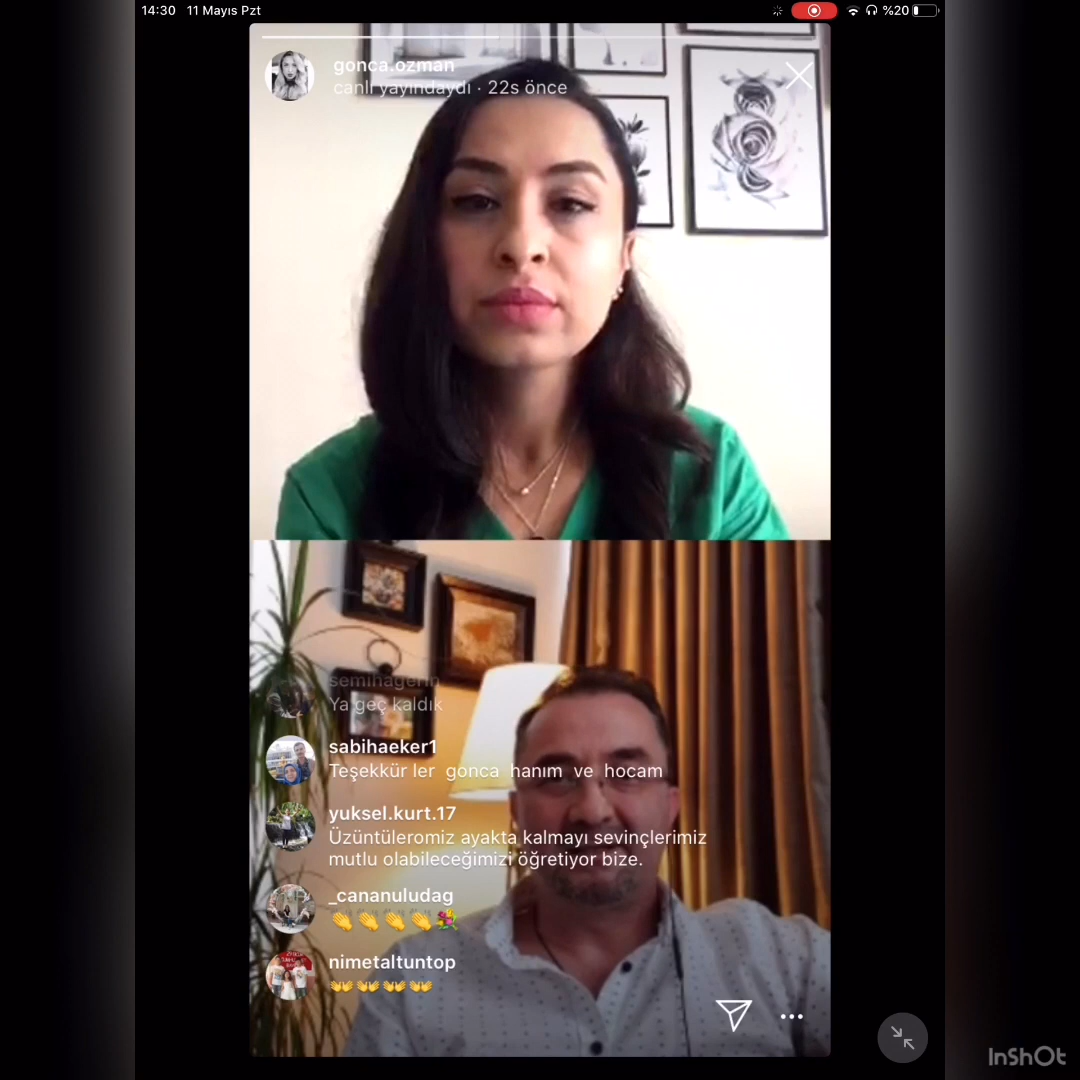 14:30 11 Mayıs Pzt
%20
gonca.ozman
canlı yayındaydı · 22s önce
semihagerin
Ya geç kaldık
sabihaeker1
Teşekkür ler gonca hanım ve hocam
yuksel.kurt.17
Üzüntüleromiz ayakta kalmayı sevinçlerimiz
mutlu olabileceğimizi öğretiyor bize.
_cananuludag
👏👏👏👏💐
nimetaltuntop
👐👐👐👐
InShOt